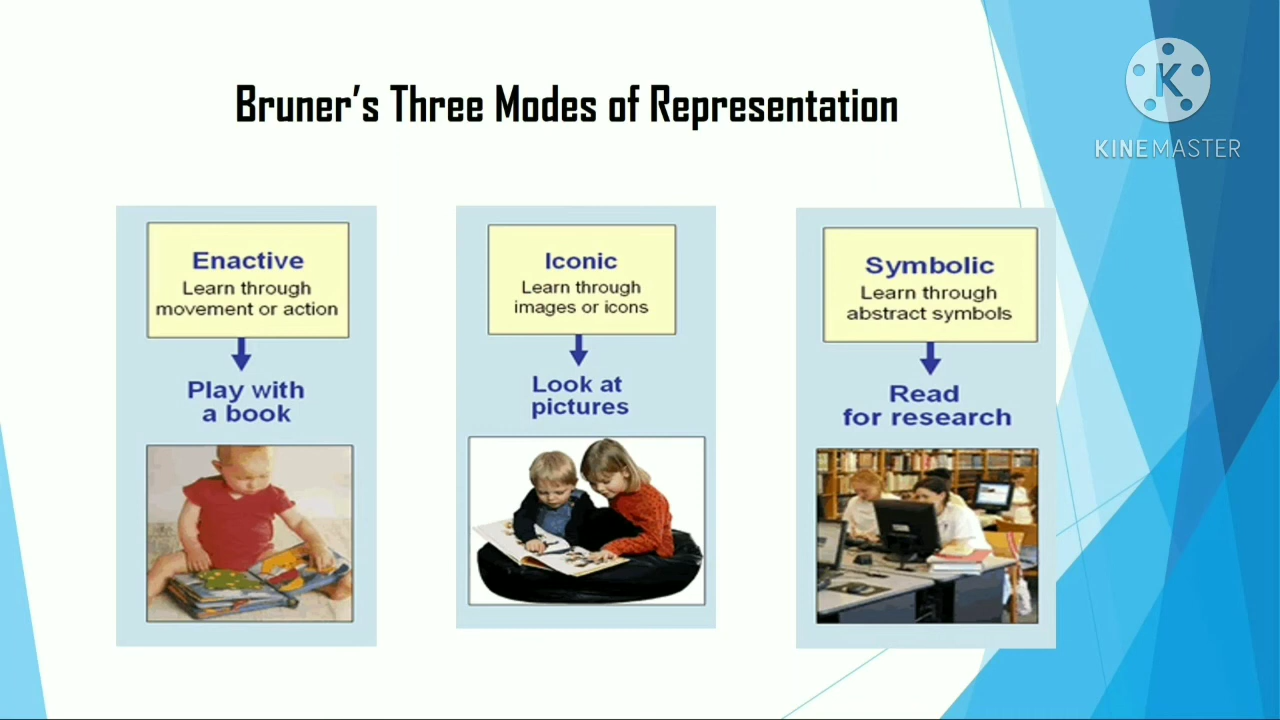 Bruner's Three Modes of Representation
K
KINEMASTER
Enactive
Learn through
movement or action
Play with
a book
Iconic
Learn through
images or icons
Look at
pictures
Symbolic
Learn through
abstract symbols
Read
for research